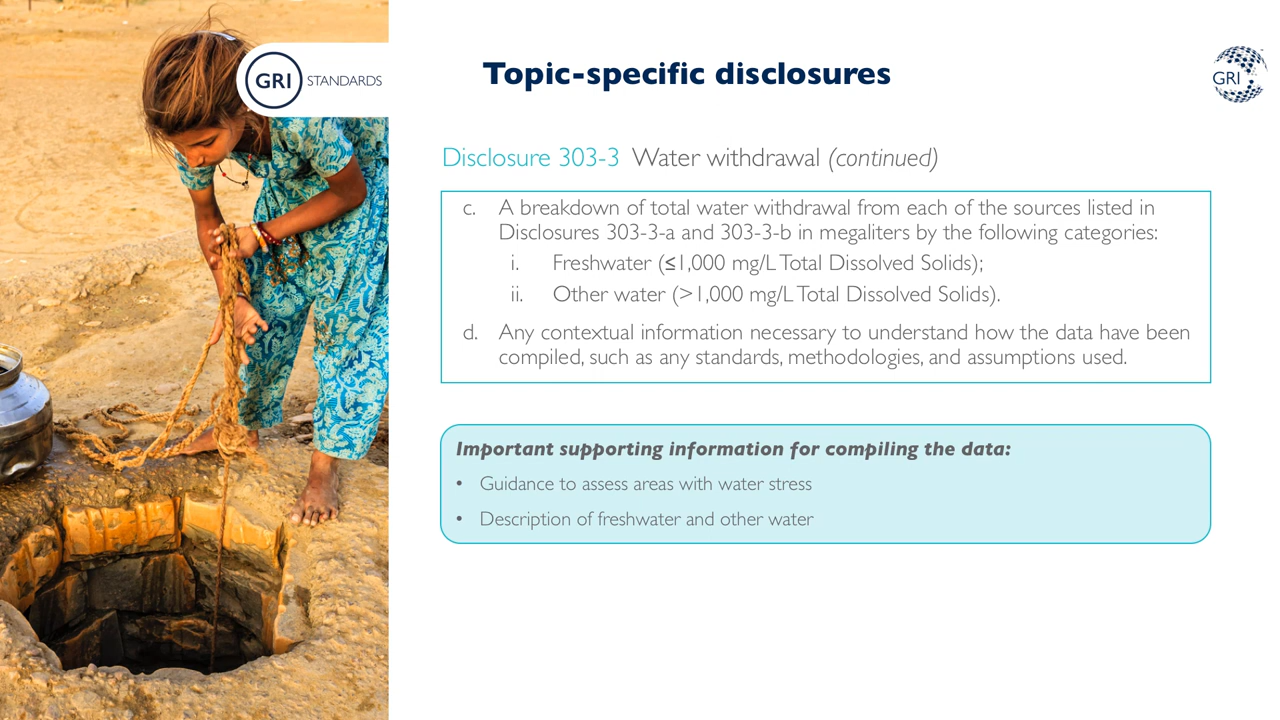 GRI STANDARDS
Topic-specific disclosures
GRI
Disclosure 303-3 Water withdrawal (continued)
c. A breakdown of total water withdrawal from each of the sources listed in
Disclosures 303-3-a and 303-3-b in megaliters by the following categories:
i. Freshwater (≤1,000 mg/L Total Dissolved Solids);
ii. Other water (>1,000 mg/L Total Dissolved Solids).
d. Any contextual information necessary to understand how the data have been
compiled, such as any standards, methodologies, and assumptions used.
Important supporting information for compiling the data:
• Guidance to assess areas with water stress
• Description of freshwater and other water